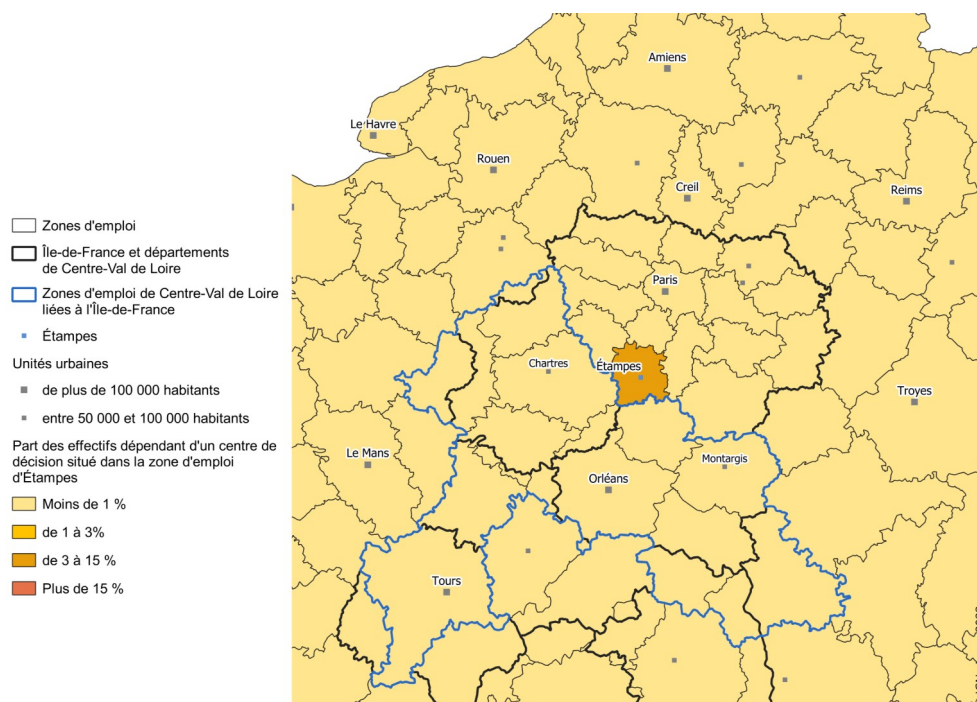 Zones d'emploi
Île-de-France et départements
de Centre-Val de Loire
Zones d'emploi de Centre-Val de Loire
liées à l'Île-de-France
Étampes
Unités urbaines
de plus de 100 000 habitants
entre 50 000 et 100 000 habitants
Part des effectifs dépendant d'un centre de
décision situé dans la zone d'emploi
d'Étampes
Moins de 1 %
de 1 à 3%
de 3 à 15 %
Plus de 15 %
Amiens
Le Havre
Rouen
Creil
Reims
Paris
Chartres
Étampes
Troyes
Le Mans
Montargis
Orléans
Tours